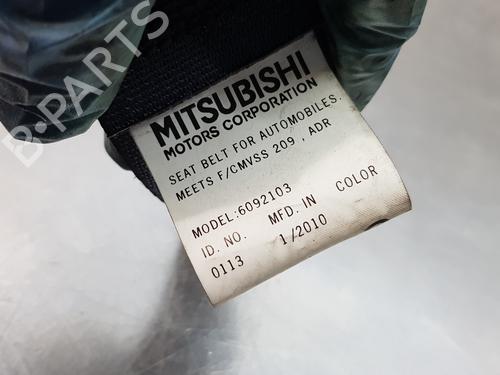 MITSUBISHI
MOTORS CORPORATION
SEAT BELT FOR AUTOMOBILES.
MEETS F/CMVSS 209 , ADR
MODEL:6092103
ID. NO. MFD. IN COLOR
0113 1/2010
B-PARTS